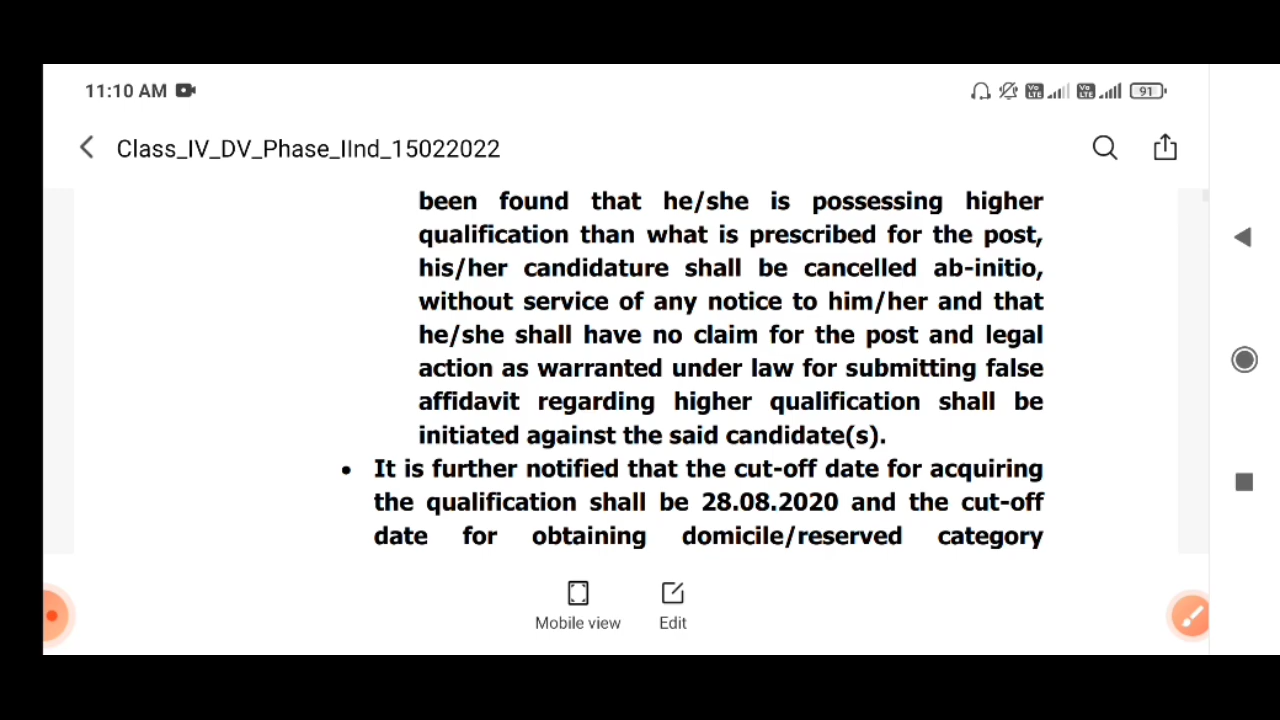 11:10 AM
Vo LTE Vo LTE 91
Class_IV_DV_Phase_IInd_15022022
been found that he/she is possessing higher
qualification than what is prescribed for the post,
his/her candidature shall be cancelled ab-initio,
without service of any notice to him/her and that
he/she shall have no claim for the post and legal
action as warranted under law for submitting false
affidavit regarding higher qualification shall be
initiated against the said candidate(s).
• It is further notified that the cut-off date for acquiring
the qualification shall be 28.08.2020 and the cut-off
date for obtaining domicile/reserved category
Mobile view Edit